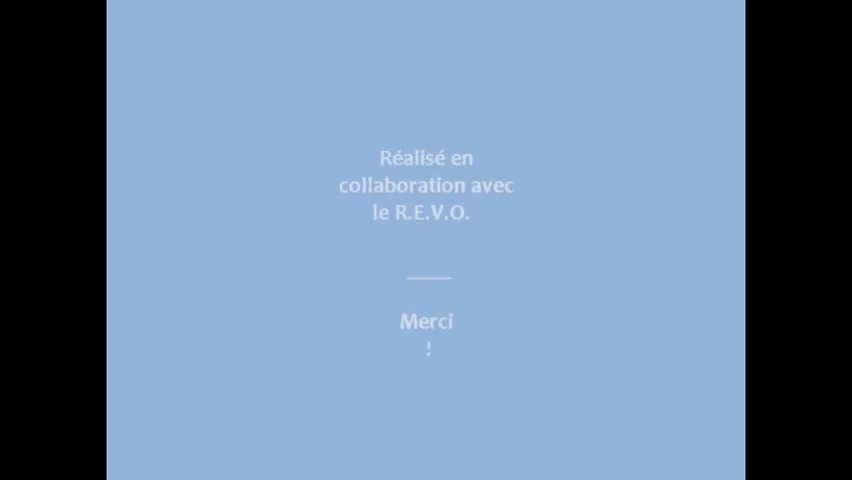 Réalisé en
collaboration avec
le R.E.V.O.
Merci
!